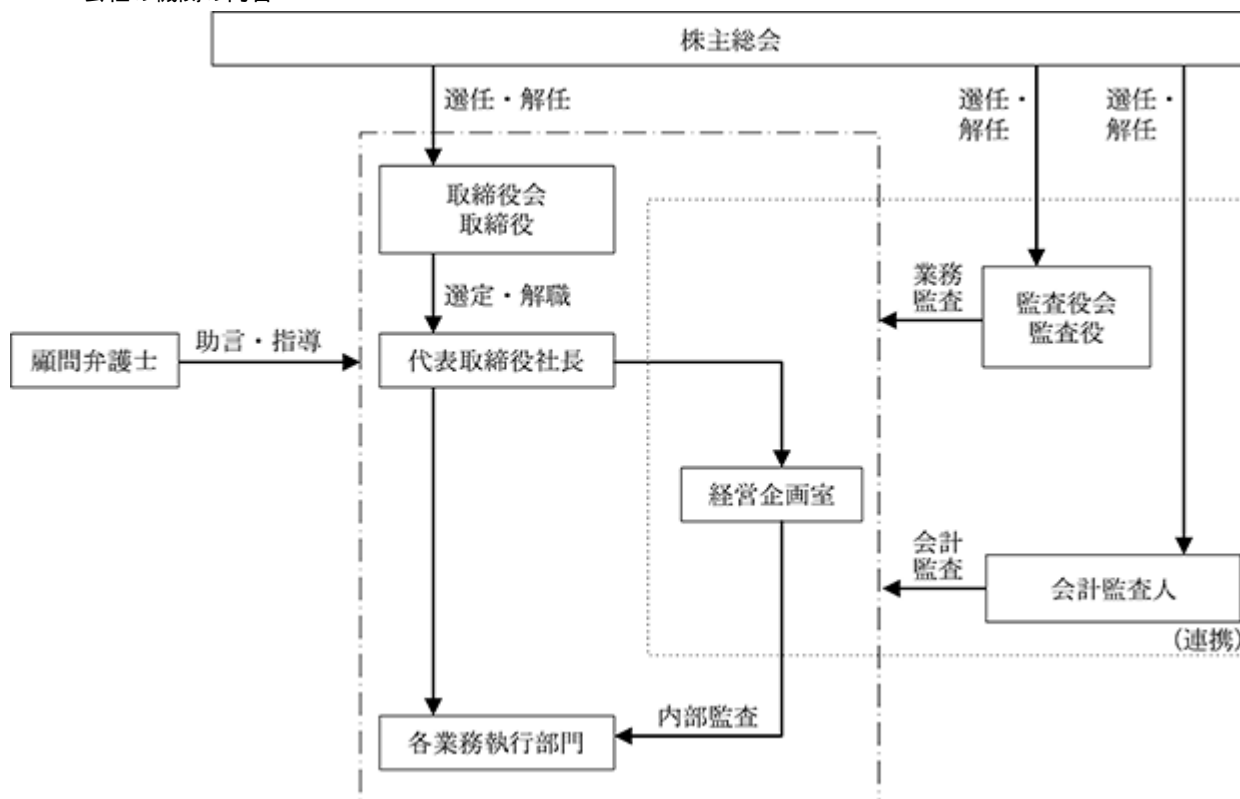 株主総会
選任・解任
選任・
解任
選任・
解任
取締役会
取締役
選定・解職
業務
監査
監査役会
監査役
顧問弁護士
助言・指導
代表取締役社長
経営企画室
会計
監査
会計監査人
(連携)
内部監査
各業務執行部門